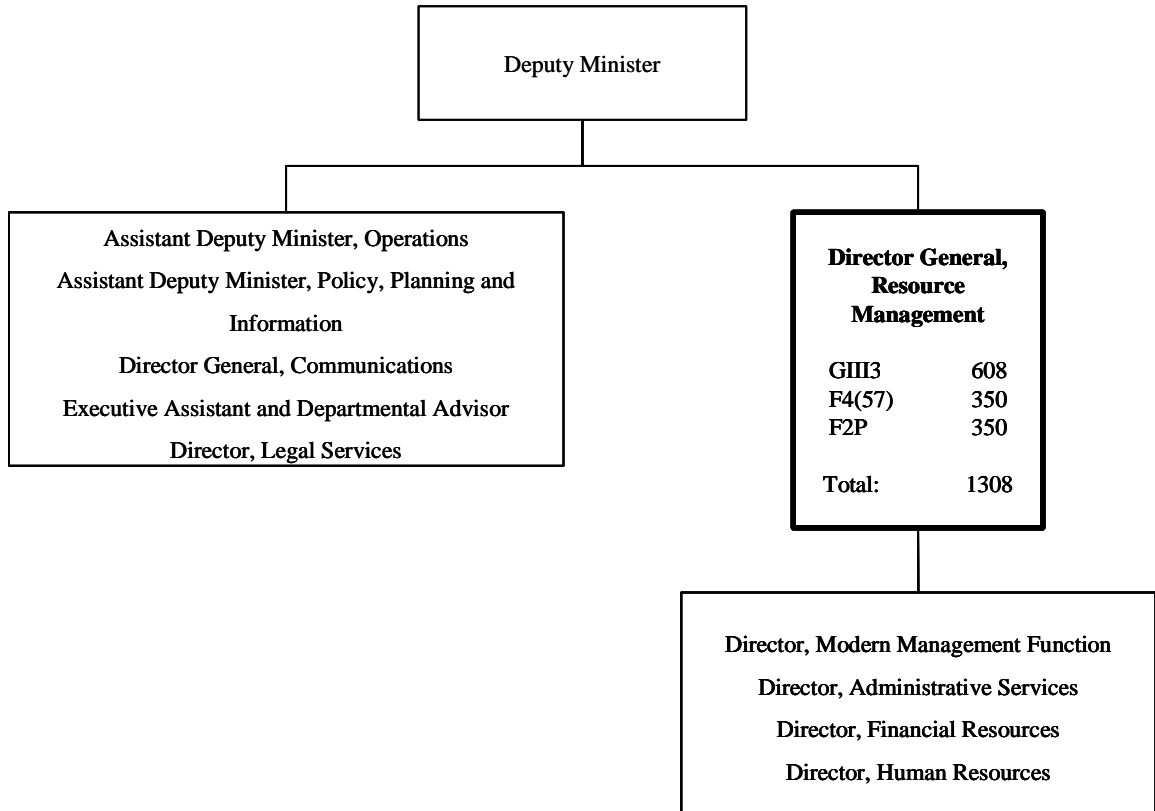 Deputy Minister
Assistant Deputy Minister, Operations
Assistant Deputy Minister, Policy, Planning and
Information
Director General, Communications
Executive Assistant and Departmental Advisor
Director, Legal Services
Director General,
Resource
Management
GIII3 608
F4(57) 350
F2P 350
Total: 1308
Director, Modern Management Function
Director, Administrative Services
Director, Financial Resources
Director, Human Resources